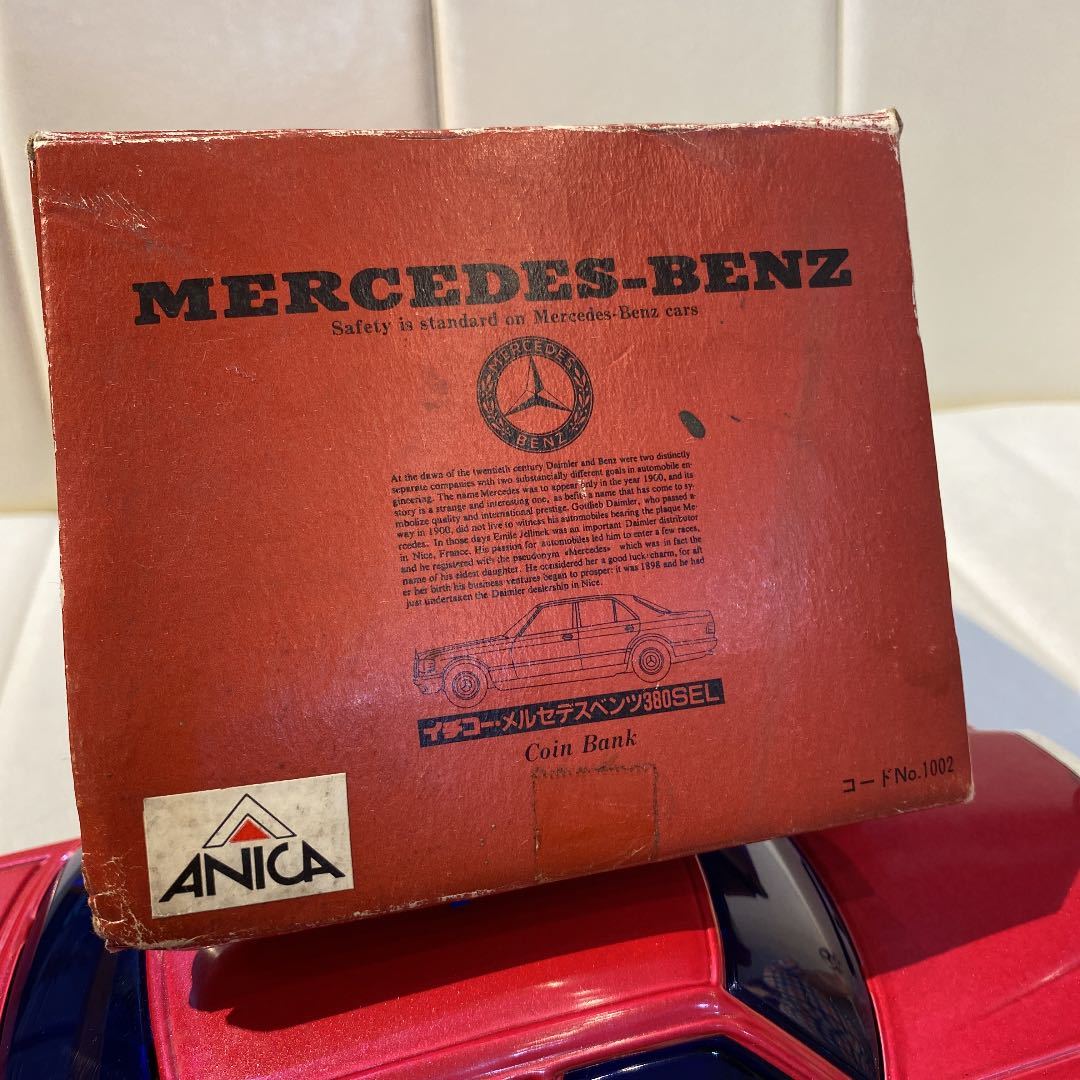 MERCEDES-BENZ
Safety is standard on Mercedes-Benz cars
MERCEDES
BENZ
At the dawn of the twentieth century Daimler and Benz were two distinctly
separate companies with two substancially different goals in automobile en-
gineering. The name Mercedes was to appear only in the year 1900, and its
story is a strange and interesting one, as befits a name that has come to sy-
mbolize quality and international prestige. Gottlieb Daimler, who passed a-
way in 1900, did not live to witness his automobiles bearing the plaque Me-
rcedes. In those days Emile Jellinek was an important Daimler distributor
in Nice, France. His passion for automobiles led him to enter a few races,
and he registered with the pseudonym «Mercedes» which was in fact the
name of his eldest daughter. He considered her a good luck charm, for aft
er her birth his business ventures began to prosper: it was 1898 and he had
just undertaken the Daimler dealership in Nice.
イチコー・メルセデスベンツ380SEL
Coin Bank
コードNo.1002
ANICA